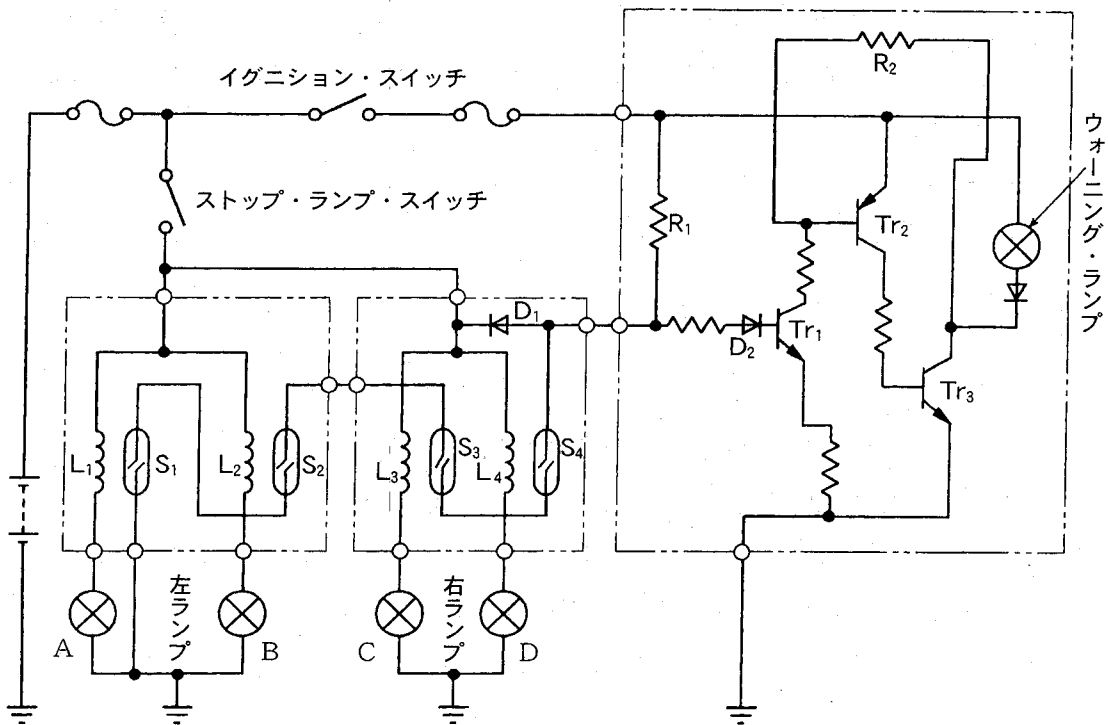 R₂
イグニション・スイッチ
ウォーニング・ランプ
ストップ・ランプ・スイッチ
R₁
Tr₂
D₁
D₂
Tr₁
Tr₃
L₁
S₁
L₂
S₂
L₃
S₃
L₄
S₄
左ランプ
右ランプ
A
B
C
D